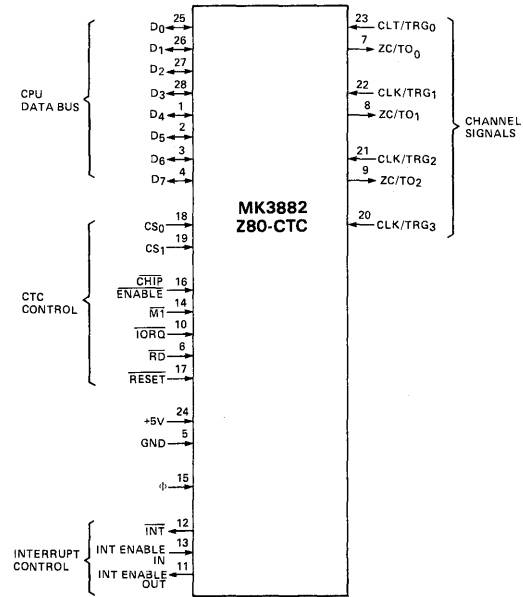 25
D0
26
D1
27
D2
28
D3
1
D4
2
D5
3
D6
4
D7
CPU
DATA BUS
18
CS0
19
CS1
CHIP
ENABLE
16
14
M1
10
IORQ
6
RD
17
RESET
CTC
CONTROL
24
+5V
5
GND
15
ϕ
12
INT
13
INT ENABLE
IN
INT ENABLE
OUT
11
INTERRUPT
CONTROL
MK3882
Z80-CTC
23
CLT/TRG0
7
ZC/TO0
22
CLK/TRG1
8
ZC/TO1
21
CLK/TRG2
9
ZC/TO2
20
CLK/TRG3
CHANNEL
SIGNALS